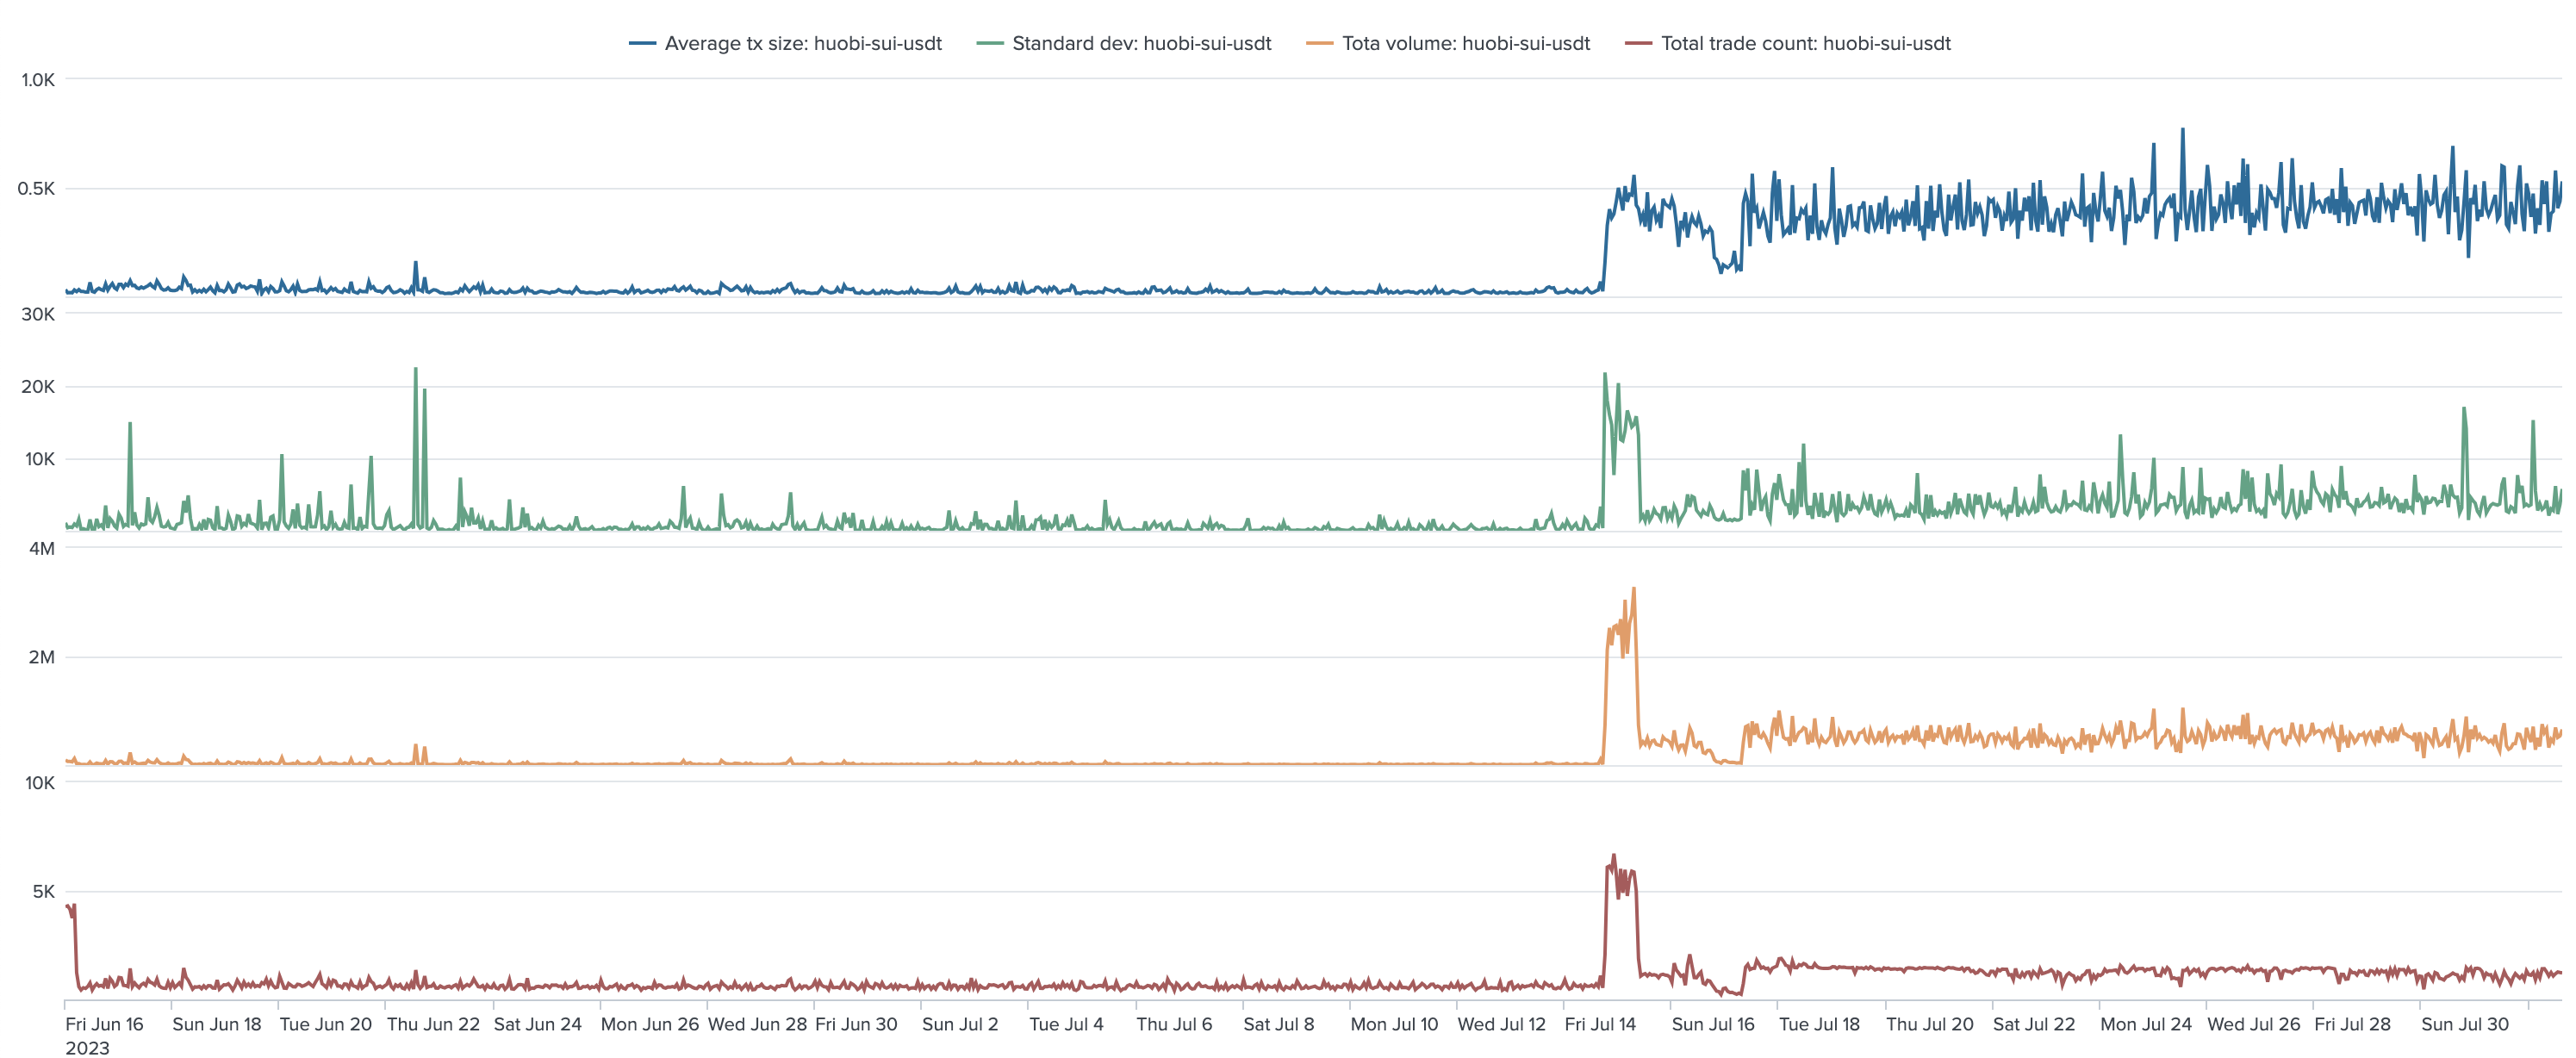 Average tx size: huobi-sui-usdt Standard dev: huobi-sui-usdt Tota volume: huobi-sui-usdt Total trade count: huobi-sui-usdt
1.0K
0.5K
30K
20K
10K
4M
2M
10K
5K
Fri Jun 16 Sun Jun 18 Tue Jun 20 Thu Jun 22 Sat Jun 24 Mon Jun 26 Wed Jun 28 Fri Jun 30 Sun Jul 2 Tue Jul 4 Thu Jul 6 Sat Jul 8 Mon Jul 10 Wed Jul 12 Fri Jul 14 Sun Jul 16 Tue Jul 18 Thu Jul 20 Sat Jul 22 Mon Jul 24 Wed Jul 26 Fri Jul 28 Sun Jul 30
2023